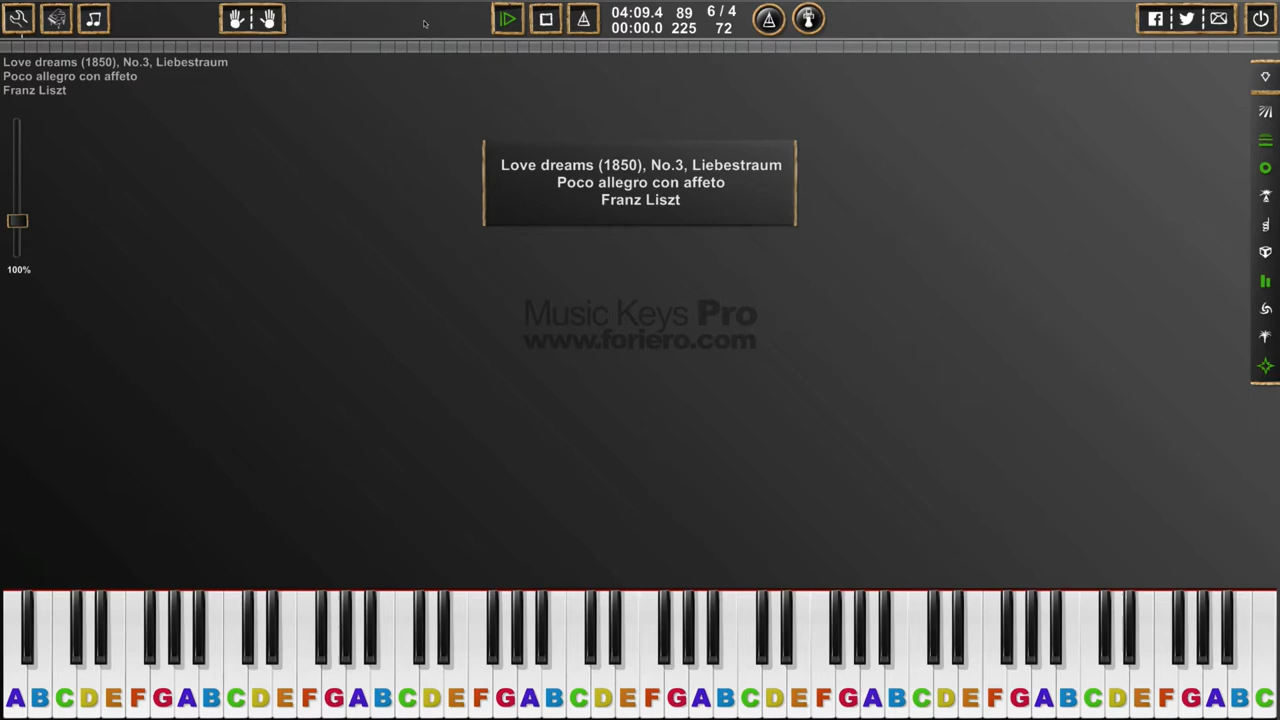 04:09.4 89 6 / 4
00:00.0 225 72
Love dreams (1850), No.3, Liebestraum
Poco allegro con affeto
Franz Liszt
Love dreams (1850), No.3, Liebestraum
Poco allegro con affeto
Franz Liszt
100%
Music Keys Pro
www.foriero.com
A B C D E F G A B C D E F G A B C D E F G A B C D E F G A B C D E F G A B C D E F G A B C D E F G A B C